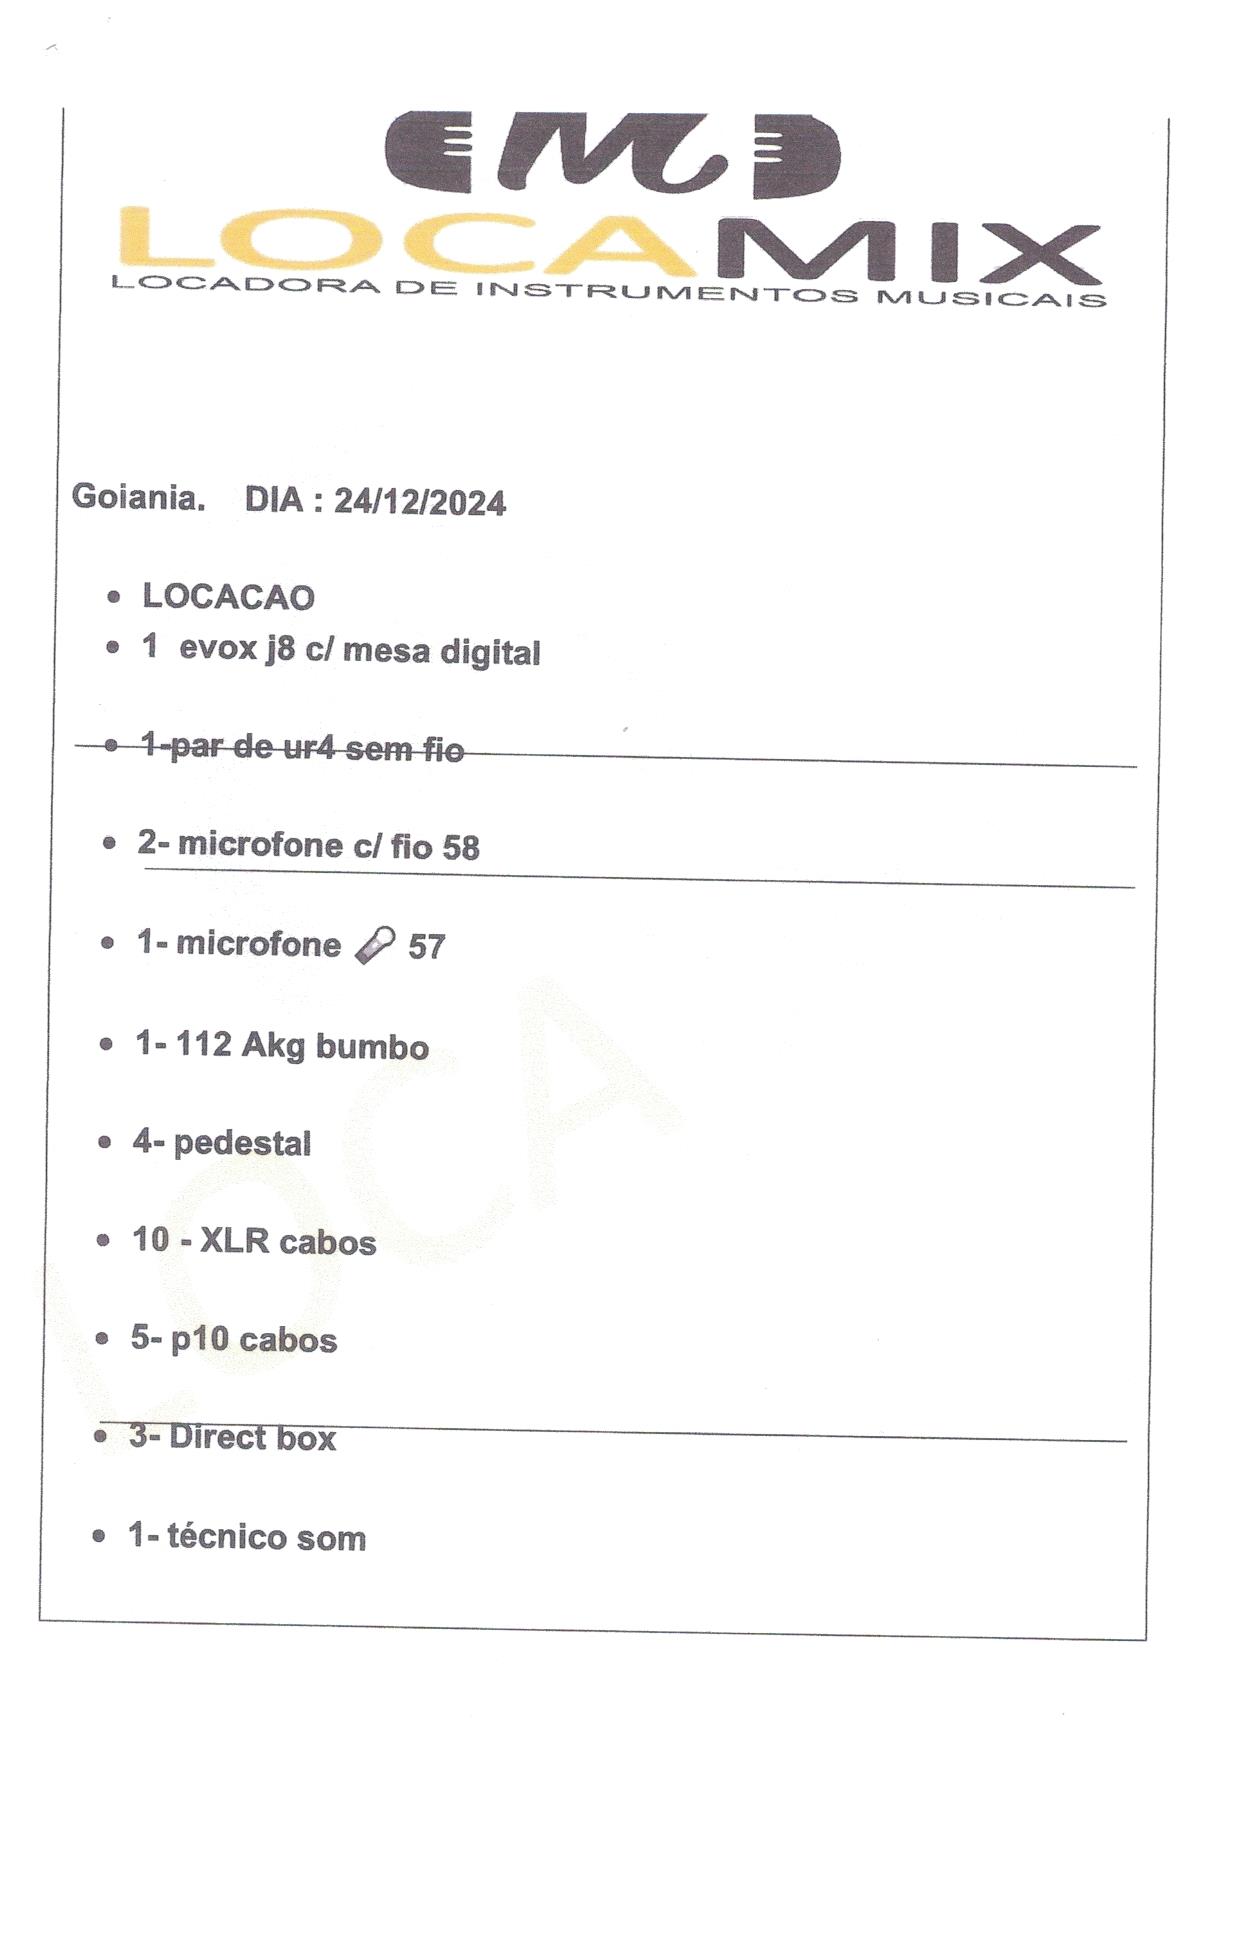 M
LOCAMIX
LOCADORA DE INSTRUMENTOS MUSICAIS
Goiania. DIA : 24/12/2024
• LOCACAO
• 1 evox j8 c/ mesa digital
• 1-par de ur4 sem fio
• 2- microfone c/ fio 58
• 1- microfone 🎤 57
• 1- 112 Akg bumbo
• 4- pedestal
• 10 - XLR cabos
• 5- p10 cabos
• 3- Direct box
• 1- técnico som
LOCA